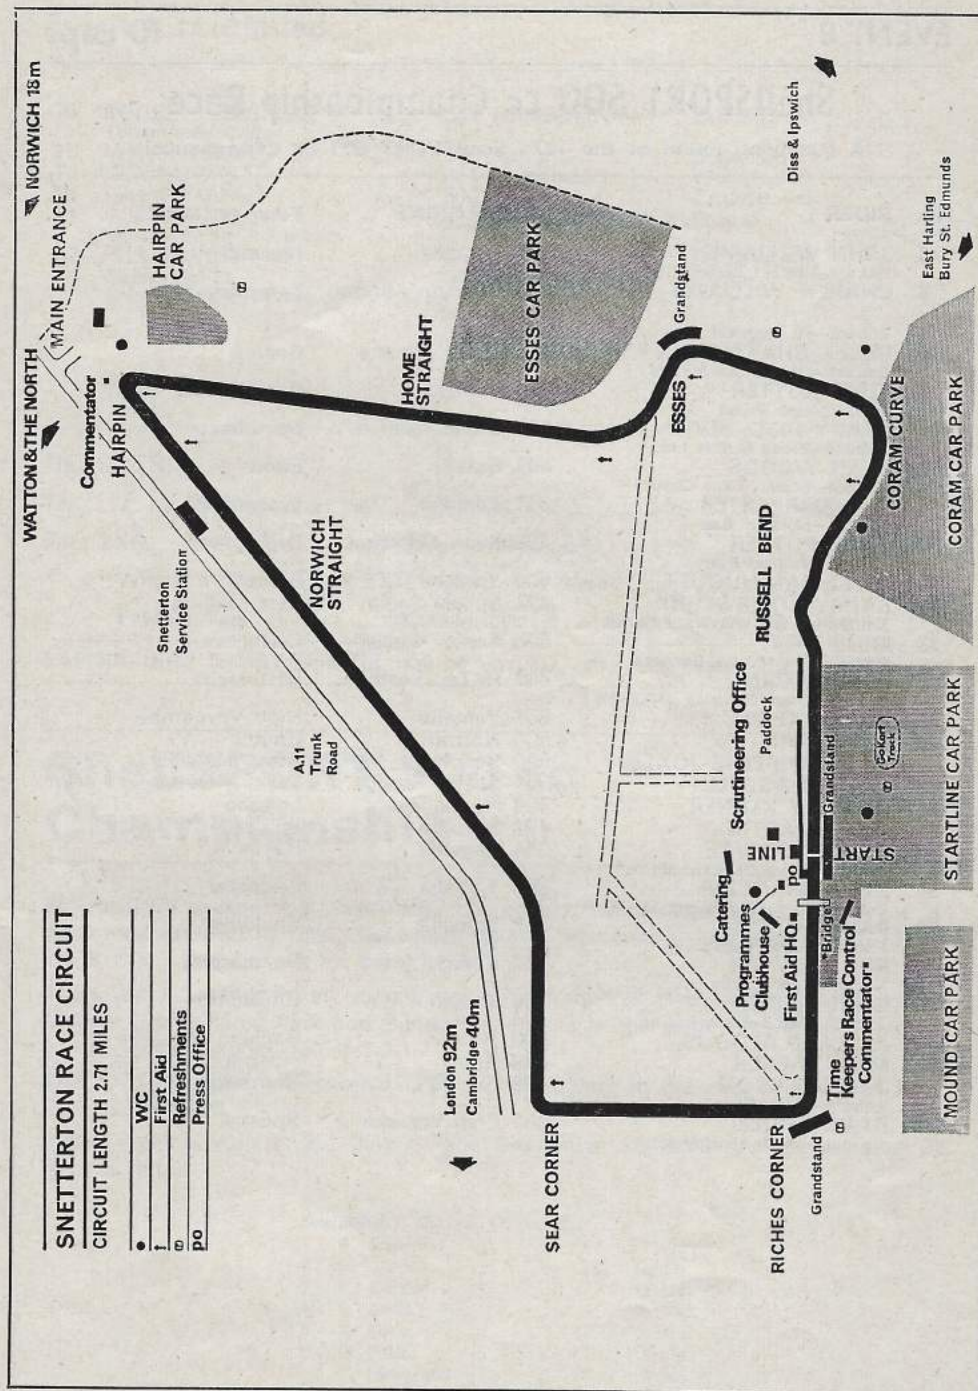 SNETTERTON RACE CIRCUIT
CIRCUIT LENGTH 2.71 MILES
WC
First Aid
Refreshments
po Press Office
WATTON & THE NORTH
NORWICH 18m
MAIN ENTRANCE
Commentator
HAIRPIN
HAIRPIN
CAR PARK
Snetterton
Service Station
NORWICH
STRAIGHT
HOME
STRAIGHT
A.11
Trunk
Road
ESSES CAR PARK
London 92m
Cambridge 40m
ESSES
Grandstand
Diss & Ipswich
SEAR CORNER
Catering
Scrutineering Office
Paddock
RUSSELL BEND
Programmes
Clubhouse
First Aid HQ.
po
LINE
START
RICHES CORNER
Grandstand
Time
Keepers Race Control
Commentator
Bridge
Grandstand
GoKart
Track
CORAM CURVE
East Harling
Bury St. Edmunds
MOUND CAR PARK
STARTLINE CAR PARK
CORAM CAR PARK